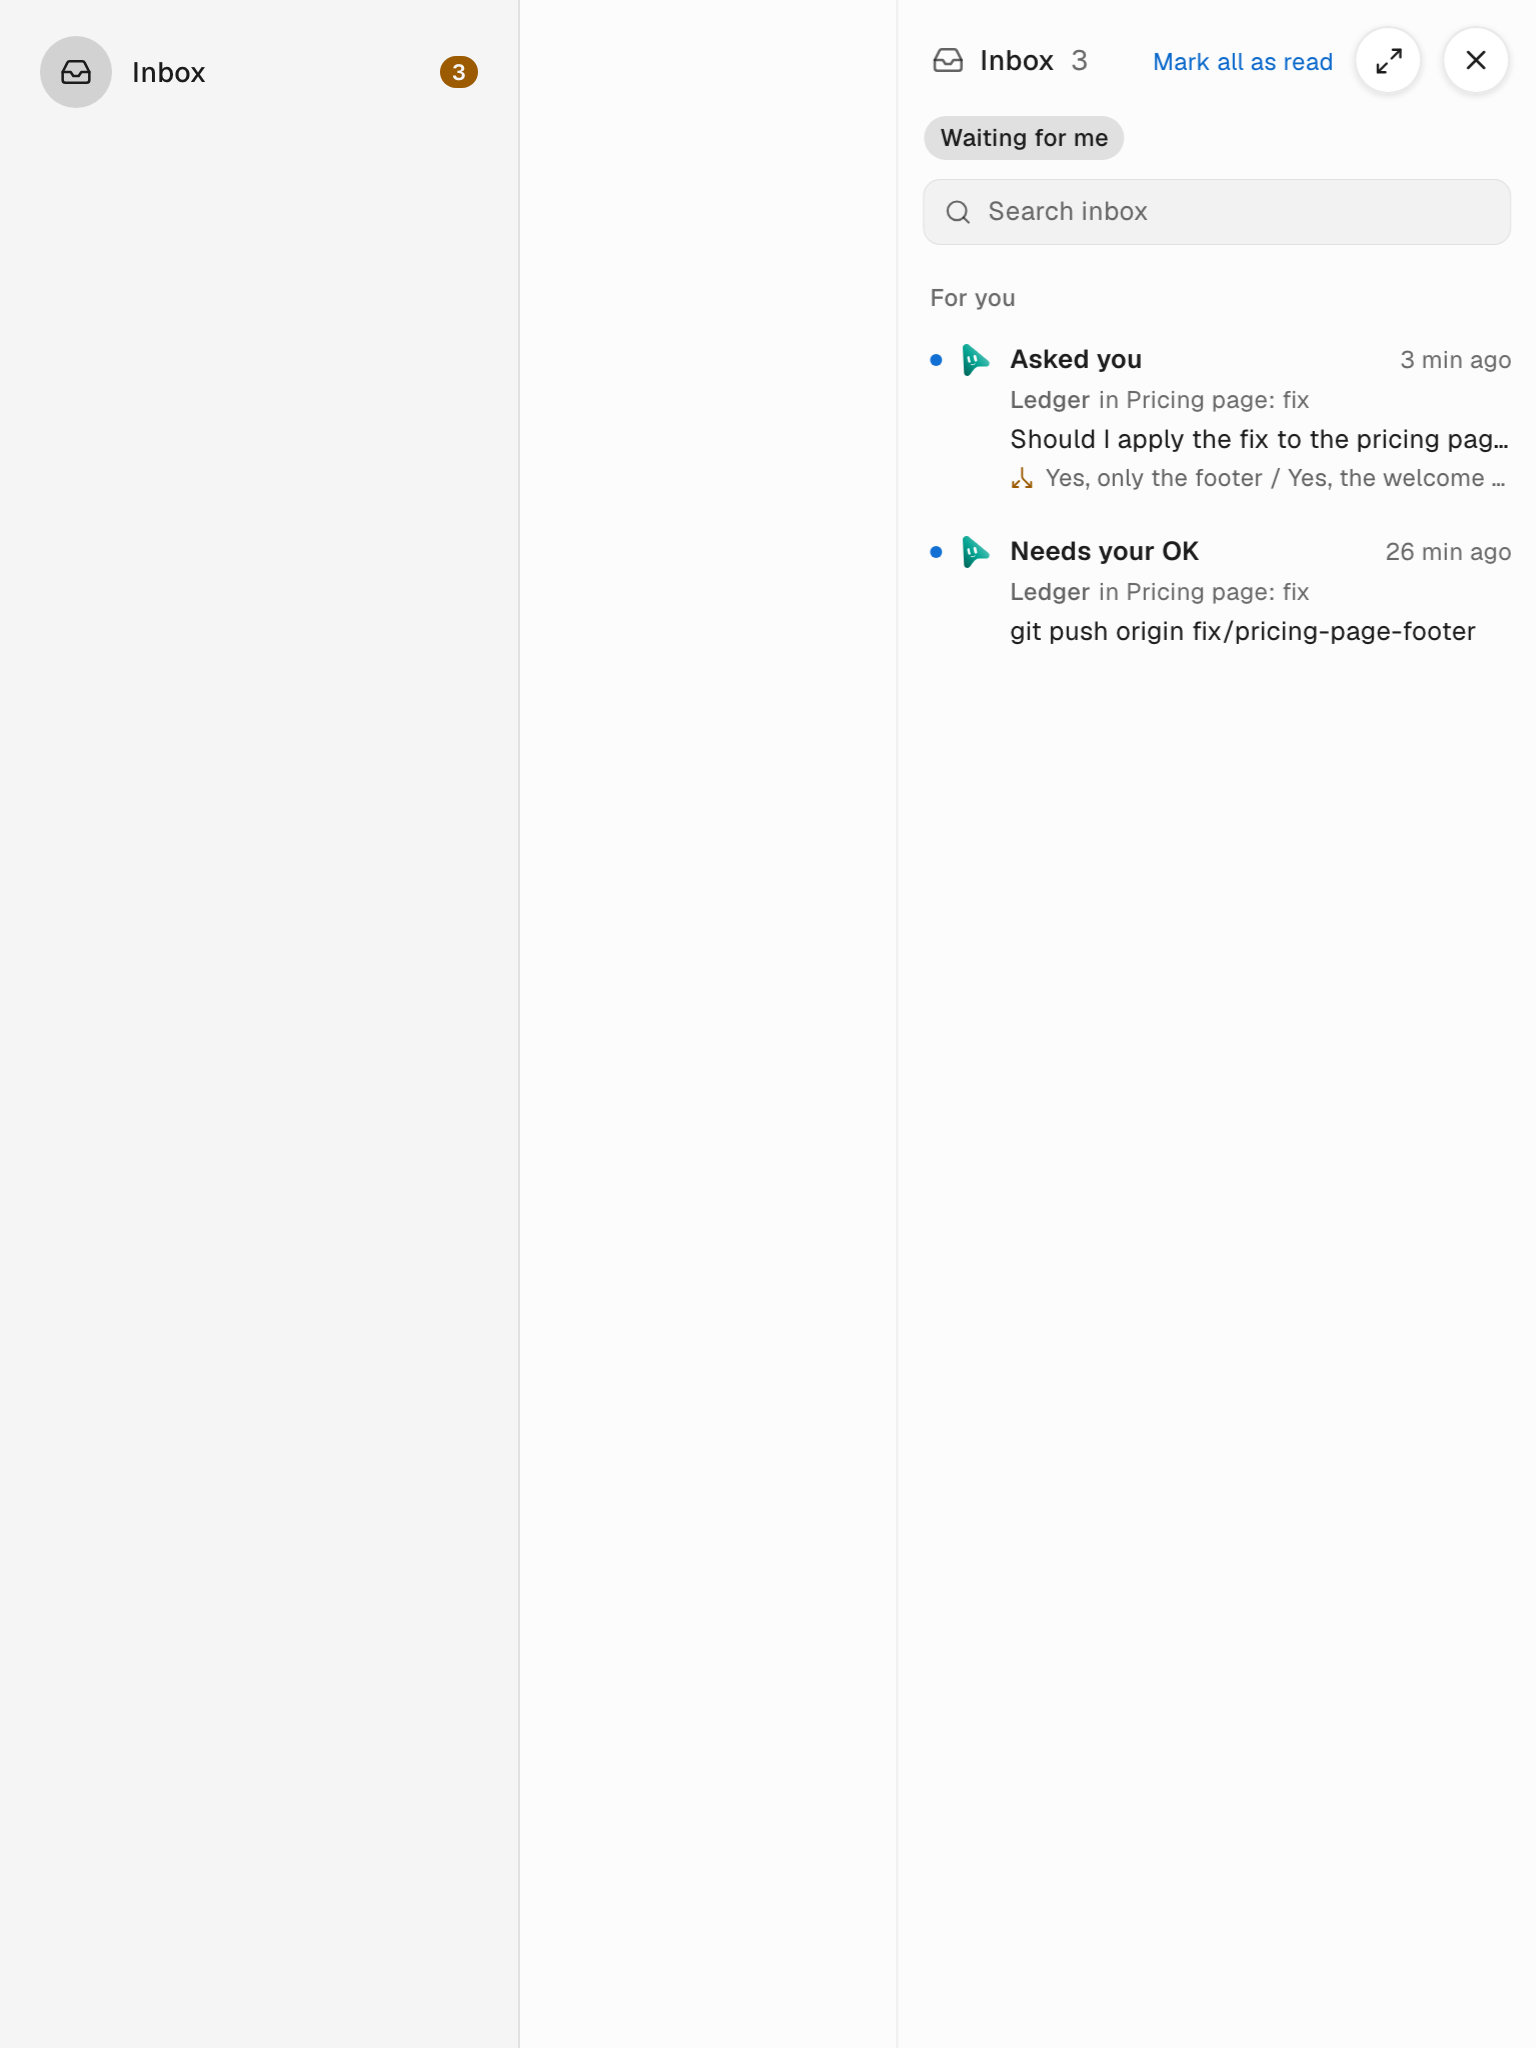 Inbox
3
Inbox 3
Mark all as read
Waiting for me
Search inbox
For you
Asked you
3 min ago
Ledger in Pricing page: fix
Should I apply the fix to the pricing pag…
Yes, only the footer / Yes, the welcome …
Needs your OK
26 min ago
Ledger in Pricing page: fix
git push origin fix/pricing-page-footer